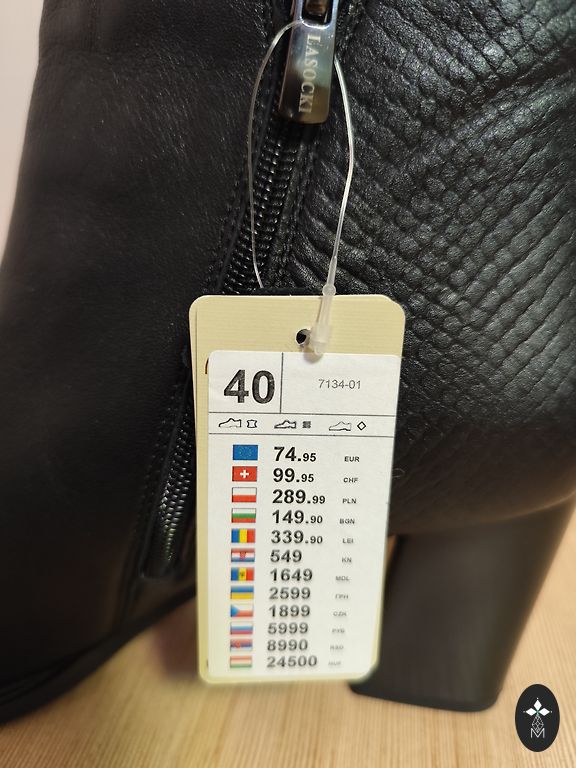 LASOCKI
40
7134-01
74.95 EUR
99.95 CHF
289.99 PLN
149.90 BGN
339.90 LEI
549 KN
1649 MDL
2599 ГРН
1899 CZK
5999 РУБ
8990 RSD
24500 HUF
M